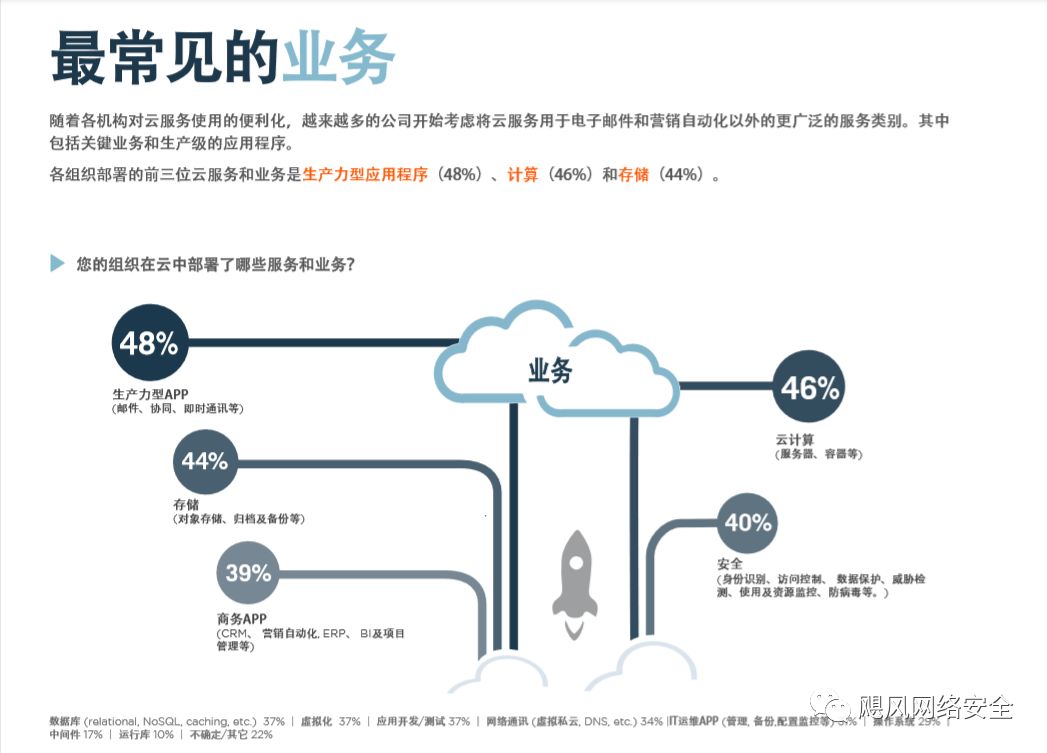 最常见的业务
随着各机构对云服务使用的便利化，越来越多的公司开始考虑将云服务用于电子邮件和营销自动化以外的更广泛的服务类别。其中
包括关键业务和生产级的应用程序。
各组织部署的前三位云服务和业务是生产力型应用程序（48%）、计算（46%）和存储（44%）。
您的组织在云中部署了哪些服务和业务？
48%
生产力型APP
(邮件、协同、即时通讯等)
业务
46%
云计算
(服务器、容器等)
44%
存储
(对象存储、归档及备份等)
40%
安全
(身份识别、访问控制、 数据保护、威胁检
测、使用及资源监控、防病毒等。)
39%
商务APP
(CRM、 营销自动化, ERP、 BI及项目
管理等)
数据库 (relational, NoSQL, caching, etc.) 37% | 虚拟化 37% | 应用开发/测试 37% | 网络通讯 (虚拟私云, DNS, etc.) 34% |IT运维APP (管理, 备份,配置监控等) | 操作系统 29% |
中间件 17% | 运行库 10% | 不确定/其它 22%
飓风网络安全